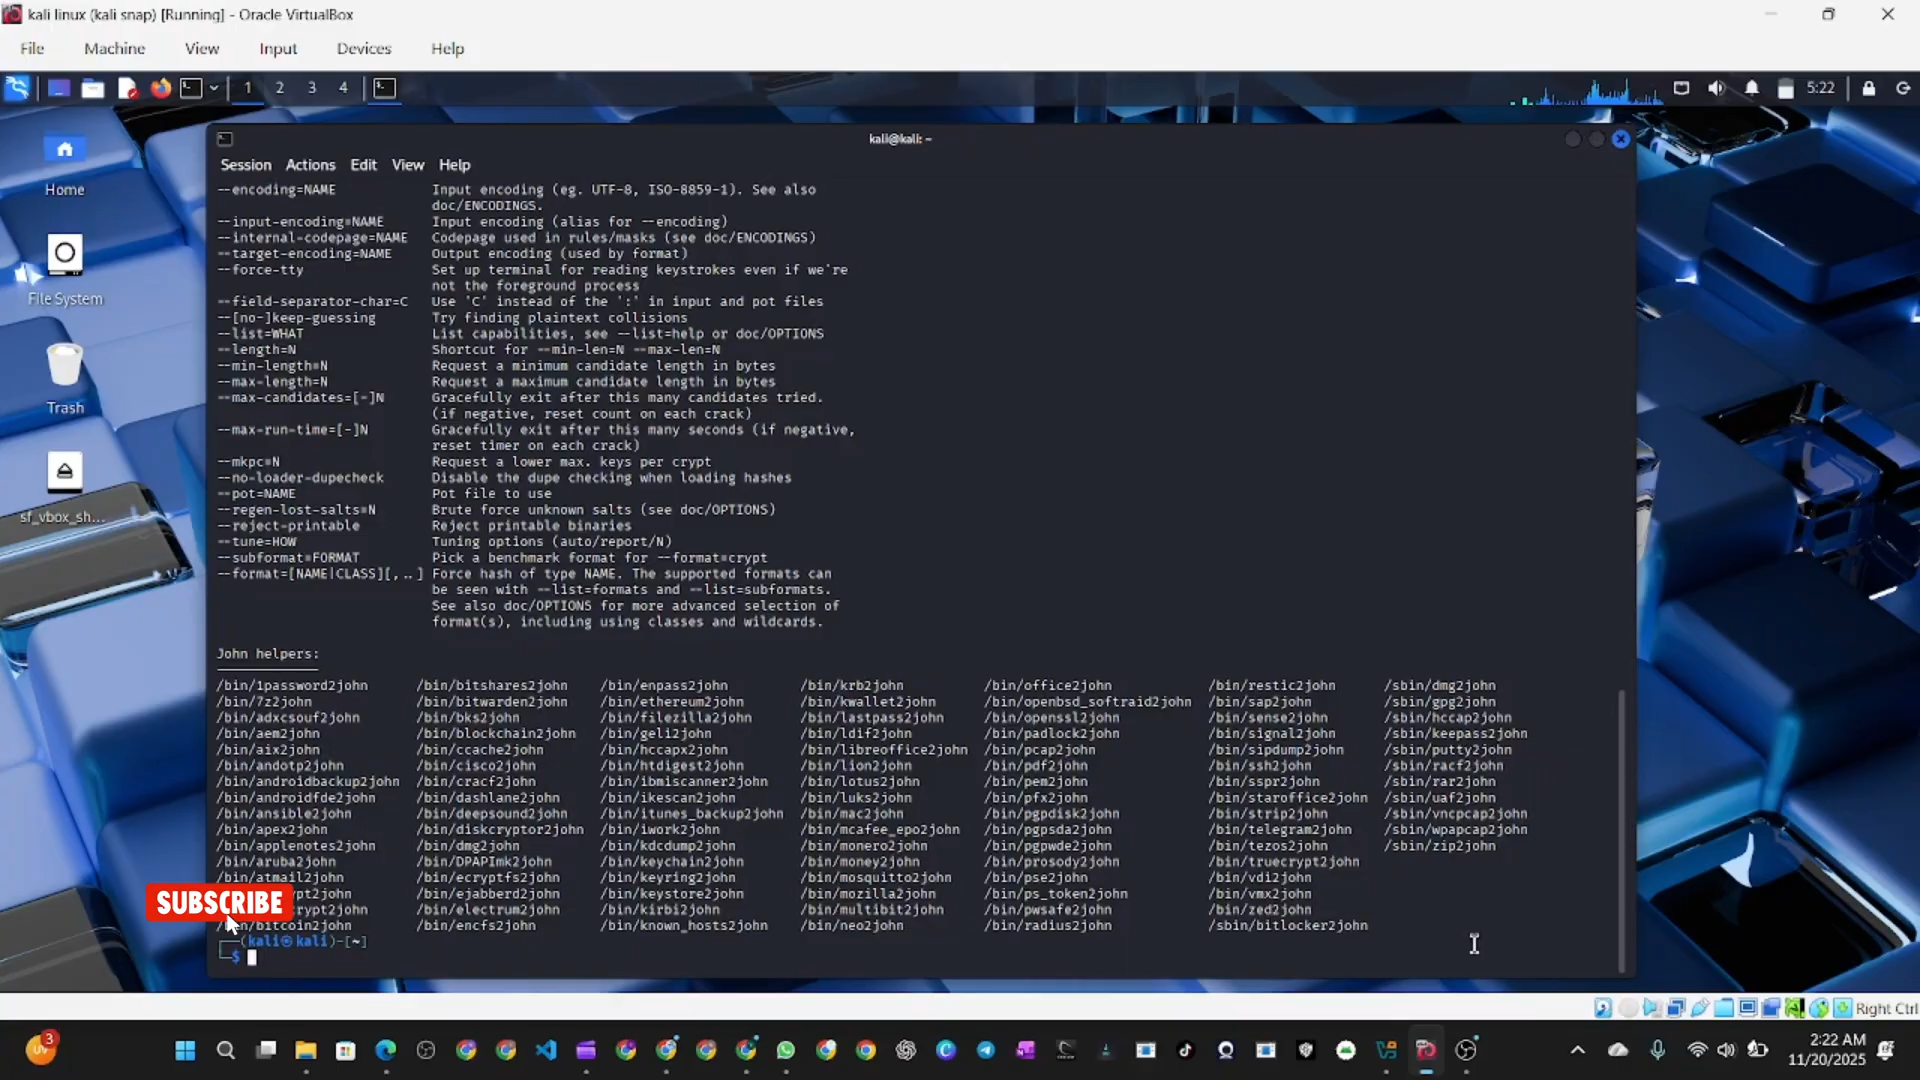 kali linux (kali snap) [Running] - Oracle VirtualBox
File Machine View Input Devices Help
1 2 3 4
5:22
Home
File System
Trash
sf_vbox_sh...
kali@kali: ~
Session Actions Edit View Help
--encoding=NAME Input encoding (eg. UTF-8, ISO-8859-1). See also
doc/ENCODINGS.
--input-encoding=NAME Input encoding (alias for --encoding)
--internal-codepage=NAME Codepage used in rules/masks (see doc/ENCODINGS)
--target-encoding=NAME Output encoding (used by format)
--force-tty Set up terminal for reading keystrokes even if we're
not the foreground process
--field-separator-char=C Use 'C' instead of the ':' in input and pot files
--[no-]keep-guessing Try finding plaintext collisions
--list=WHAT List capabilities, see --list=help or doc/OPTIONS
--length=N Shortcut for --min-len=N --max-len=N
--min-length=N Request a minimum candidate length in bytes
--max-length=N Request a maximum candidate length in bytes
--max-candidates=[-]N Gracefully exit after this many candidates tried.
(if negative, reset count on each crack)
--max-run-time=[-]N Gracefully exit after this many seconds (if negative,
reset timer on each crack)
--mkpc=N Request a lower max. keys per crypt
--no-loader-dupecheck Disable the dupe checking when loading hashes
--pot=NAME Pot file to use
--regen-lost-salts=N Brute force unknown salts (see doc/OPTIONS)
--reject-printable Reject printable binaries
--tune=HOW Tuning options (auto/report/N)
--subformat=FORMAT Pick a benchmark format for --format=crypt
--format=[NAME|CLASS][,..] Force hash of type NAME. The supported formats can
be seen with --list=formats and --list=subformats.
See also doc/OPTIONS for more advanced selection of
format(s), including using classes and wildcards.
John helpers:
/bin/1password2john /bin/bitshares2john /bin/enpass2john /bin/krb2john /bin/office2john /bin/restic2john /sbin/dmg2john
/bin/7z2john /bin/bitwarden2john /bin/ethereum2john /bin/kwallet2john /bin/openbsd_softraid2john /bin/sap2john /sbin/gpg2john
/bin/adxcsouf2john /bin/bks2john /bin/filezilla2john /bin/lastpass2john /bin/openssl2john /bin/sense2john /sbin/hccap2john
/bin/aem2john /bin/blockchain2john /bin/geli2john /bin/ldif2john /bin/padlock2john /bin/signal2john /sbin/keepass2john
/bin/aix2john /bin/ccache2john /bin/hccapx2john /bin/libreoffice2john /bin/pcap2john /bin/sipdump2john /sbin/putty2john
/bin/andotp2john /bin/cisco2john /bin/htdigest2john /bin/lion2john /bin/pdf2john /bin/ssh2john /sbin/racf2john
/bin/androidbackup2john /bin/cracf2john /bin/ibmiscanner2john /bin/lotus2john /bin/pem2john /bin/sspr2john /sbin/rar2john
/bin/androidfde2john /bin/dashlane2john /bin/ikescan2john /bin/luks2john /bin/pfx2john /bin/staroffice2john /sbin/uaf2john
/bin/ansible2john /bin/deepsound2john /bin/itunes_backup2john /bin/mac2john /bin/pgpdisk2john /bin/strip2john /sbin/vncpcap2john
/bin/apex2john /bin/diskcryptor2john /bin/iwork2john /bin/mcafee_epo2john /bin/pgpsda2john /bin/telegram2john /sbin/wpapcap2john
/bin/applenotes2john /bin/dmg2john /bin/kdcdump2john /bin/monero2john /bin/pgpwde2john /bin/tezos2john /sbin/zip2john
/bin/aruba2john /bin/DPAPImk2john /bin/keychain2john /bin/money2john /bin/prosody2john /bin/truecrypt2john
/bin/atmail2john /bin/ecryptfs2john /bin/keyring2john /bin/mosquitto2john /bin/pse2john /bin/vdi2john
ypt2john /bin/ejabberd2john /bin/keystore2john /bin/mozilla2john /bin/ps_token2john /bin/vmx2john
SUBSCRIBE
crypt2john /bin/electrum2john /bin/kirbi2john /bin/multibit2john /bin/pwsafe2john /bin/zed2john
/bin/bitcoin2john /bin/encfs2john /bin/known_hosts2john /bin/neo2john /bin/radius2john /sbin/bitlocker2john
(kali㉿kali)-[~]
$
Right Ctrl
UV
3
2:22 AM
11/20/2025